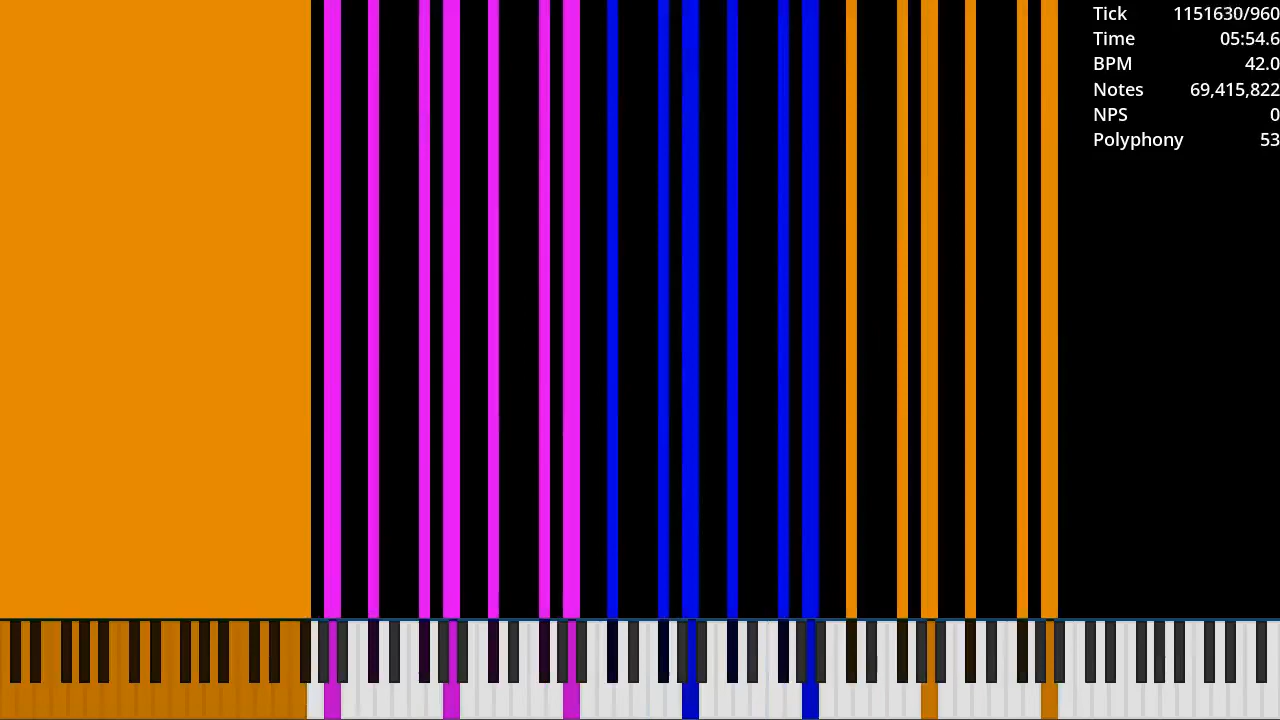 Tick 1151630/960
Time 05:54.6
BPM 42.0
Notes 69,415,822
NPS 0
Polyphony 53